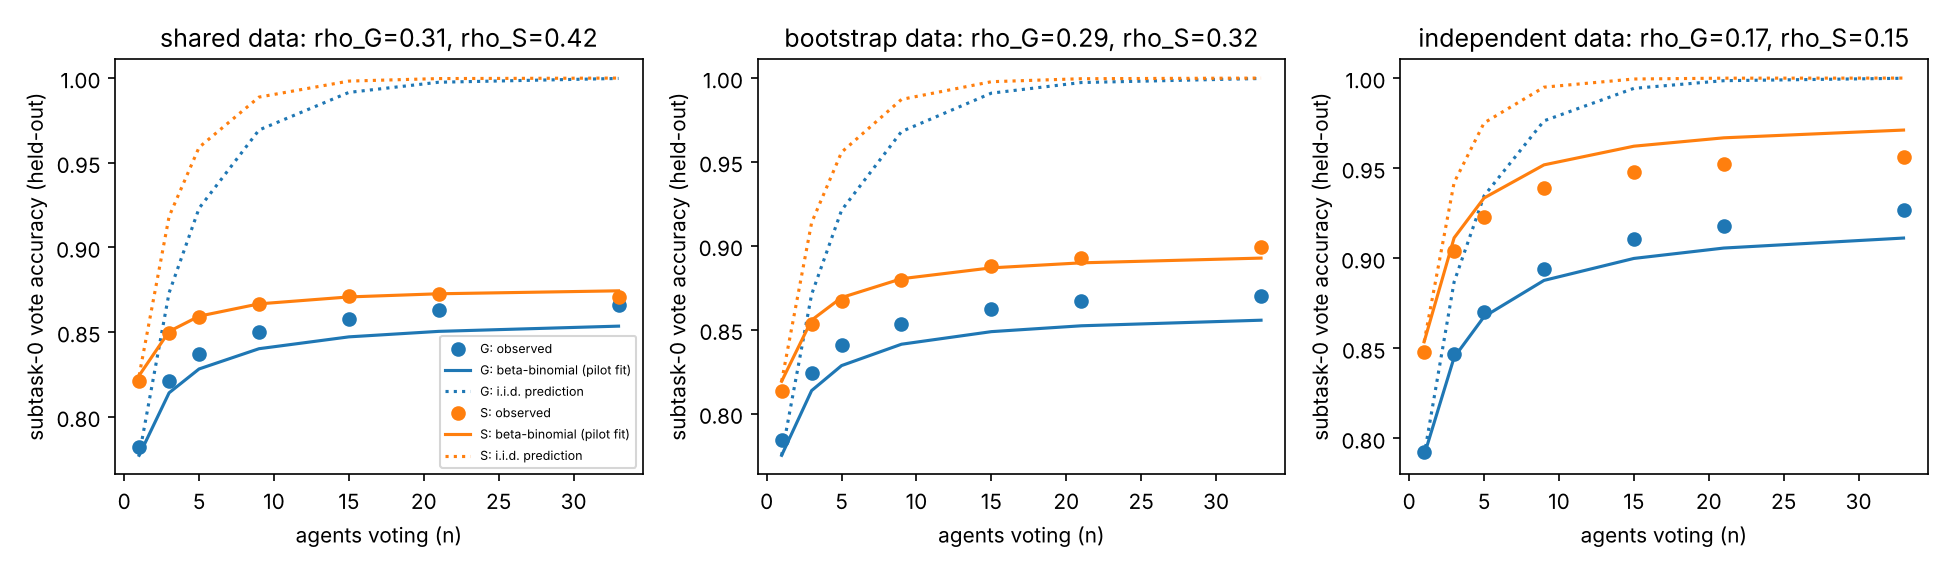 shared data: rho_G=0.31, rho_S=0.42
subtask-0 vote accuracy (held-out)
1.00
0.95
0.90
0.85
0.80
G: observed
G: beta-binomial (pilot fit)
G: i.i.d. prediction
S: observed
S: beta-binomial (pilot fit)
S: i.i.d. prediction
0 5 10 15 20 25 30
agents voting (n)
bootstrap data: rho_G=0.29, rho_S=0.32
subtask-0 vote accuracy (held-out)
1.00
0.95
0.90
0.85
0.80
0 5 10 15 20 25 30
agents voting (n)
independent data: rho_G=0.17, rho_S=0.15
subtask-0 vote accuracy (held-out)
1.00
0.95
0.90
0.85
0.80
0 5 10 15 20 25 30
agents voting (n)